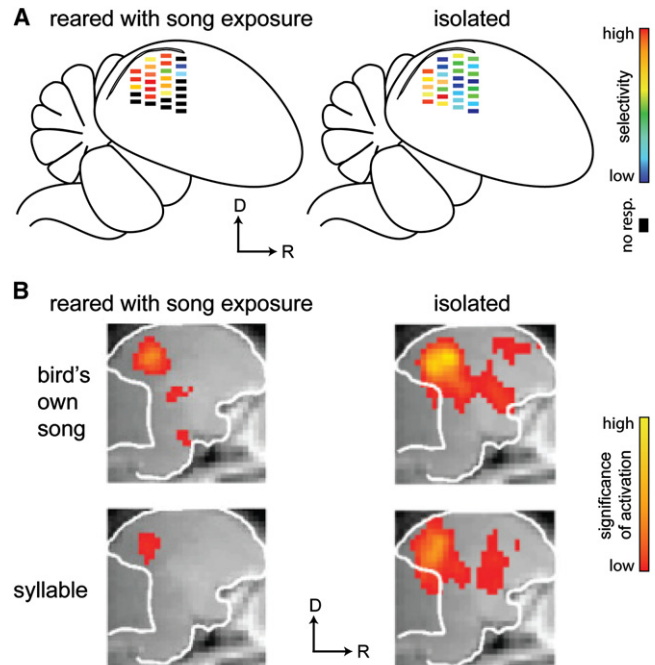 A
reared with song exposure
isolated
high
selectivity
low
no resp.
D
R
B
reared with song exposure
isolated
bird's
own
song
high
significance
of activation
low
syllable
D
R